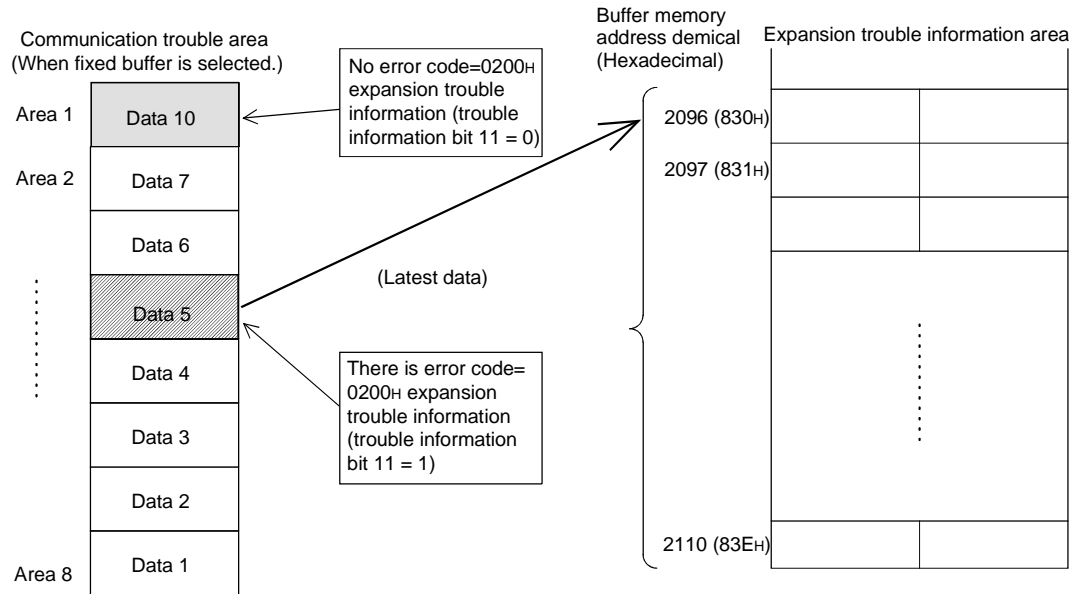 Communication trouble area
(When fixed buffer is selected.)
Area 1
Data 10
Area 2
Data 7
Data 6
Data 5
Data 4
Data 3
Data 2
Area 8
Data 1
No error code=0200H
expansion trouble
information (trouble
information bit 11 = 0)
(Latest data)
There is error code=
0200H expansion
trouble information
(trouble information
bit 11 = 1)
Buffer memory
address demical
(Hexadecimal)
Expansion trouble information area
2096 (830H)
2097 (831H)
2110 (83EH)